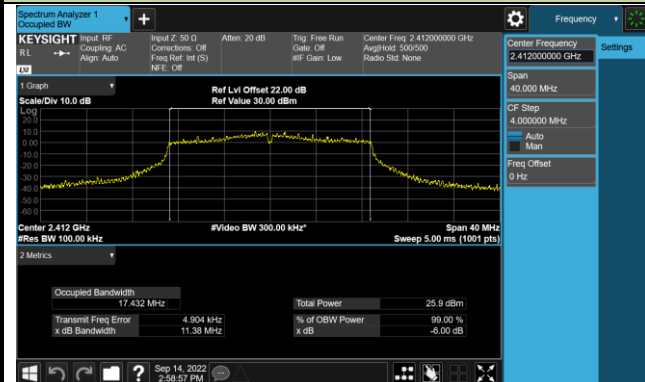 Spectrum Analyzer 1
Occupied BW
Frequency
KEYSIGHT
RL
LXI
Input: RF
Coupling: AC
Align: Auto
Input Z: 50 Ω
Corrections: Off
Freq Ref: Int (S)
NFE: Off
Atten: 20 dB
Trig: Free Run
Gate: Off
#IF Gain: Low
Center Freq: 2.412000000 GHz
Avg|Hold: 500/500
Radio Std: None
Center Frequency
2.412000000 GHz
Settings
Span
40.000 MHz
CF Step
4.000000 MHz
Auto
Man
Freq Offset
0 Hz
1 Graph
Scale/Div 10.0 dB
Ref Lvl Offset 22.00 dB
Ref Value 30.00 dBm
Log
20.0
10.0
0.00
-10.0
-20.0
-30.0
-40.0
-50.0
-60.0
Center 2.412 GHz
#Res BW 100.00 kHz
#Video BW 300.00 kHz*
Span 40 MHz
Sweep 5.00 ms (1001 pts)
2 Metrics
Occupied Bandwidth
17.432 MHz
Total Power 25.9 dBm
Transmit Freq Error 4.904 kHz
% of OBW Power 99.00 %
x dB Bandwidth 11.38 MHz
x dB -6.00 dB
?
Sep 14, 2022
2:58:57 PM